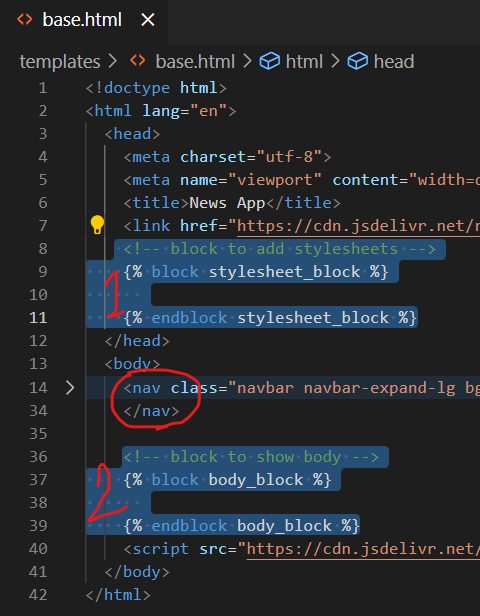 base.html ×
templates > base.html > html > head
1 <!doctype html>
2 <html lang="en">
3 <head>
4 <meta charset="utf-8">
5 <meta name="viewport" content="width=d
6 <title>News App</title>
7 <link href="https://cdn.jsdelivr.net/n
8 <!-- block to add stylesheets -->
9 {% block stylesheet_block %}
10
11 {% endblock stylesheet_block %}
12 </head>
13 <body>
14 <nav class="navbar navbar-expand-lg bg
34 </nav>
35
36 <!-- block to show body -->
37 {% block body_block %}
38
39 {% endblock body_block %}
40 <script src="https://cdn.jsdelivr.net/
41 </body>
42 </html>
1
2